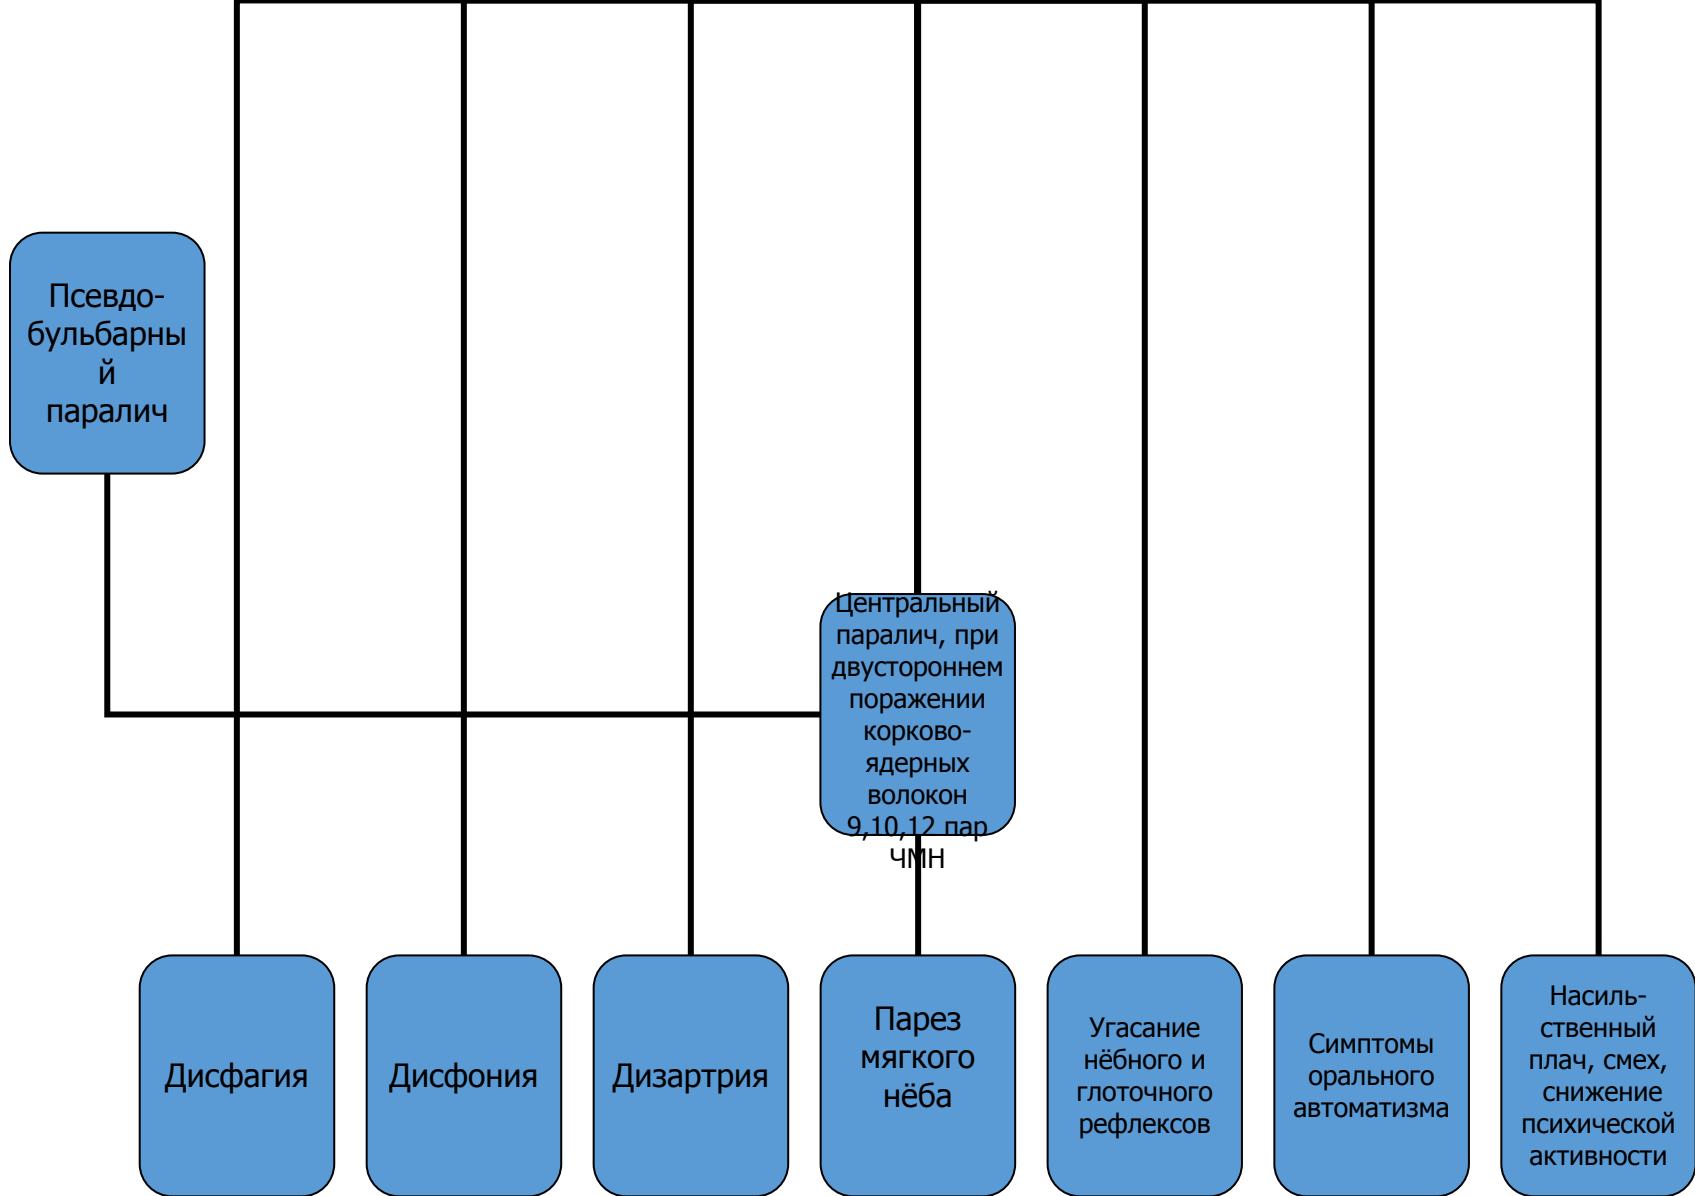 Псевдо-
бульбарны
й
паралич
Центральный
паралич, при
двустороннем
поражении
корково-
ядерных
волокон
9,10,12 пар
ЧМН
Дисфагия
Дисфония
Дизартрия
Парез
мягкого
нёба
Угасание
нёбного и
глоточного
рефлексов
Симптомы
орального
автоматизма
Насиль-
ственный
плач, смех,
снижение
психической
активности